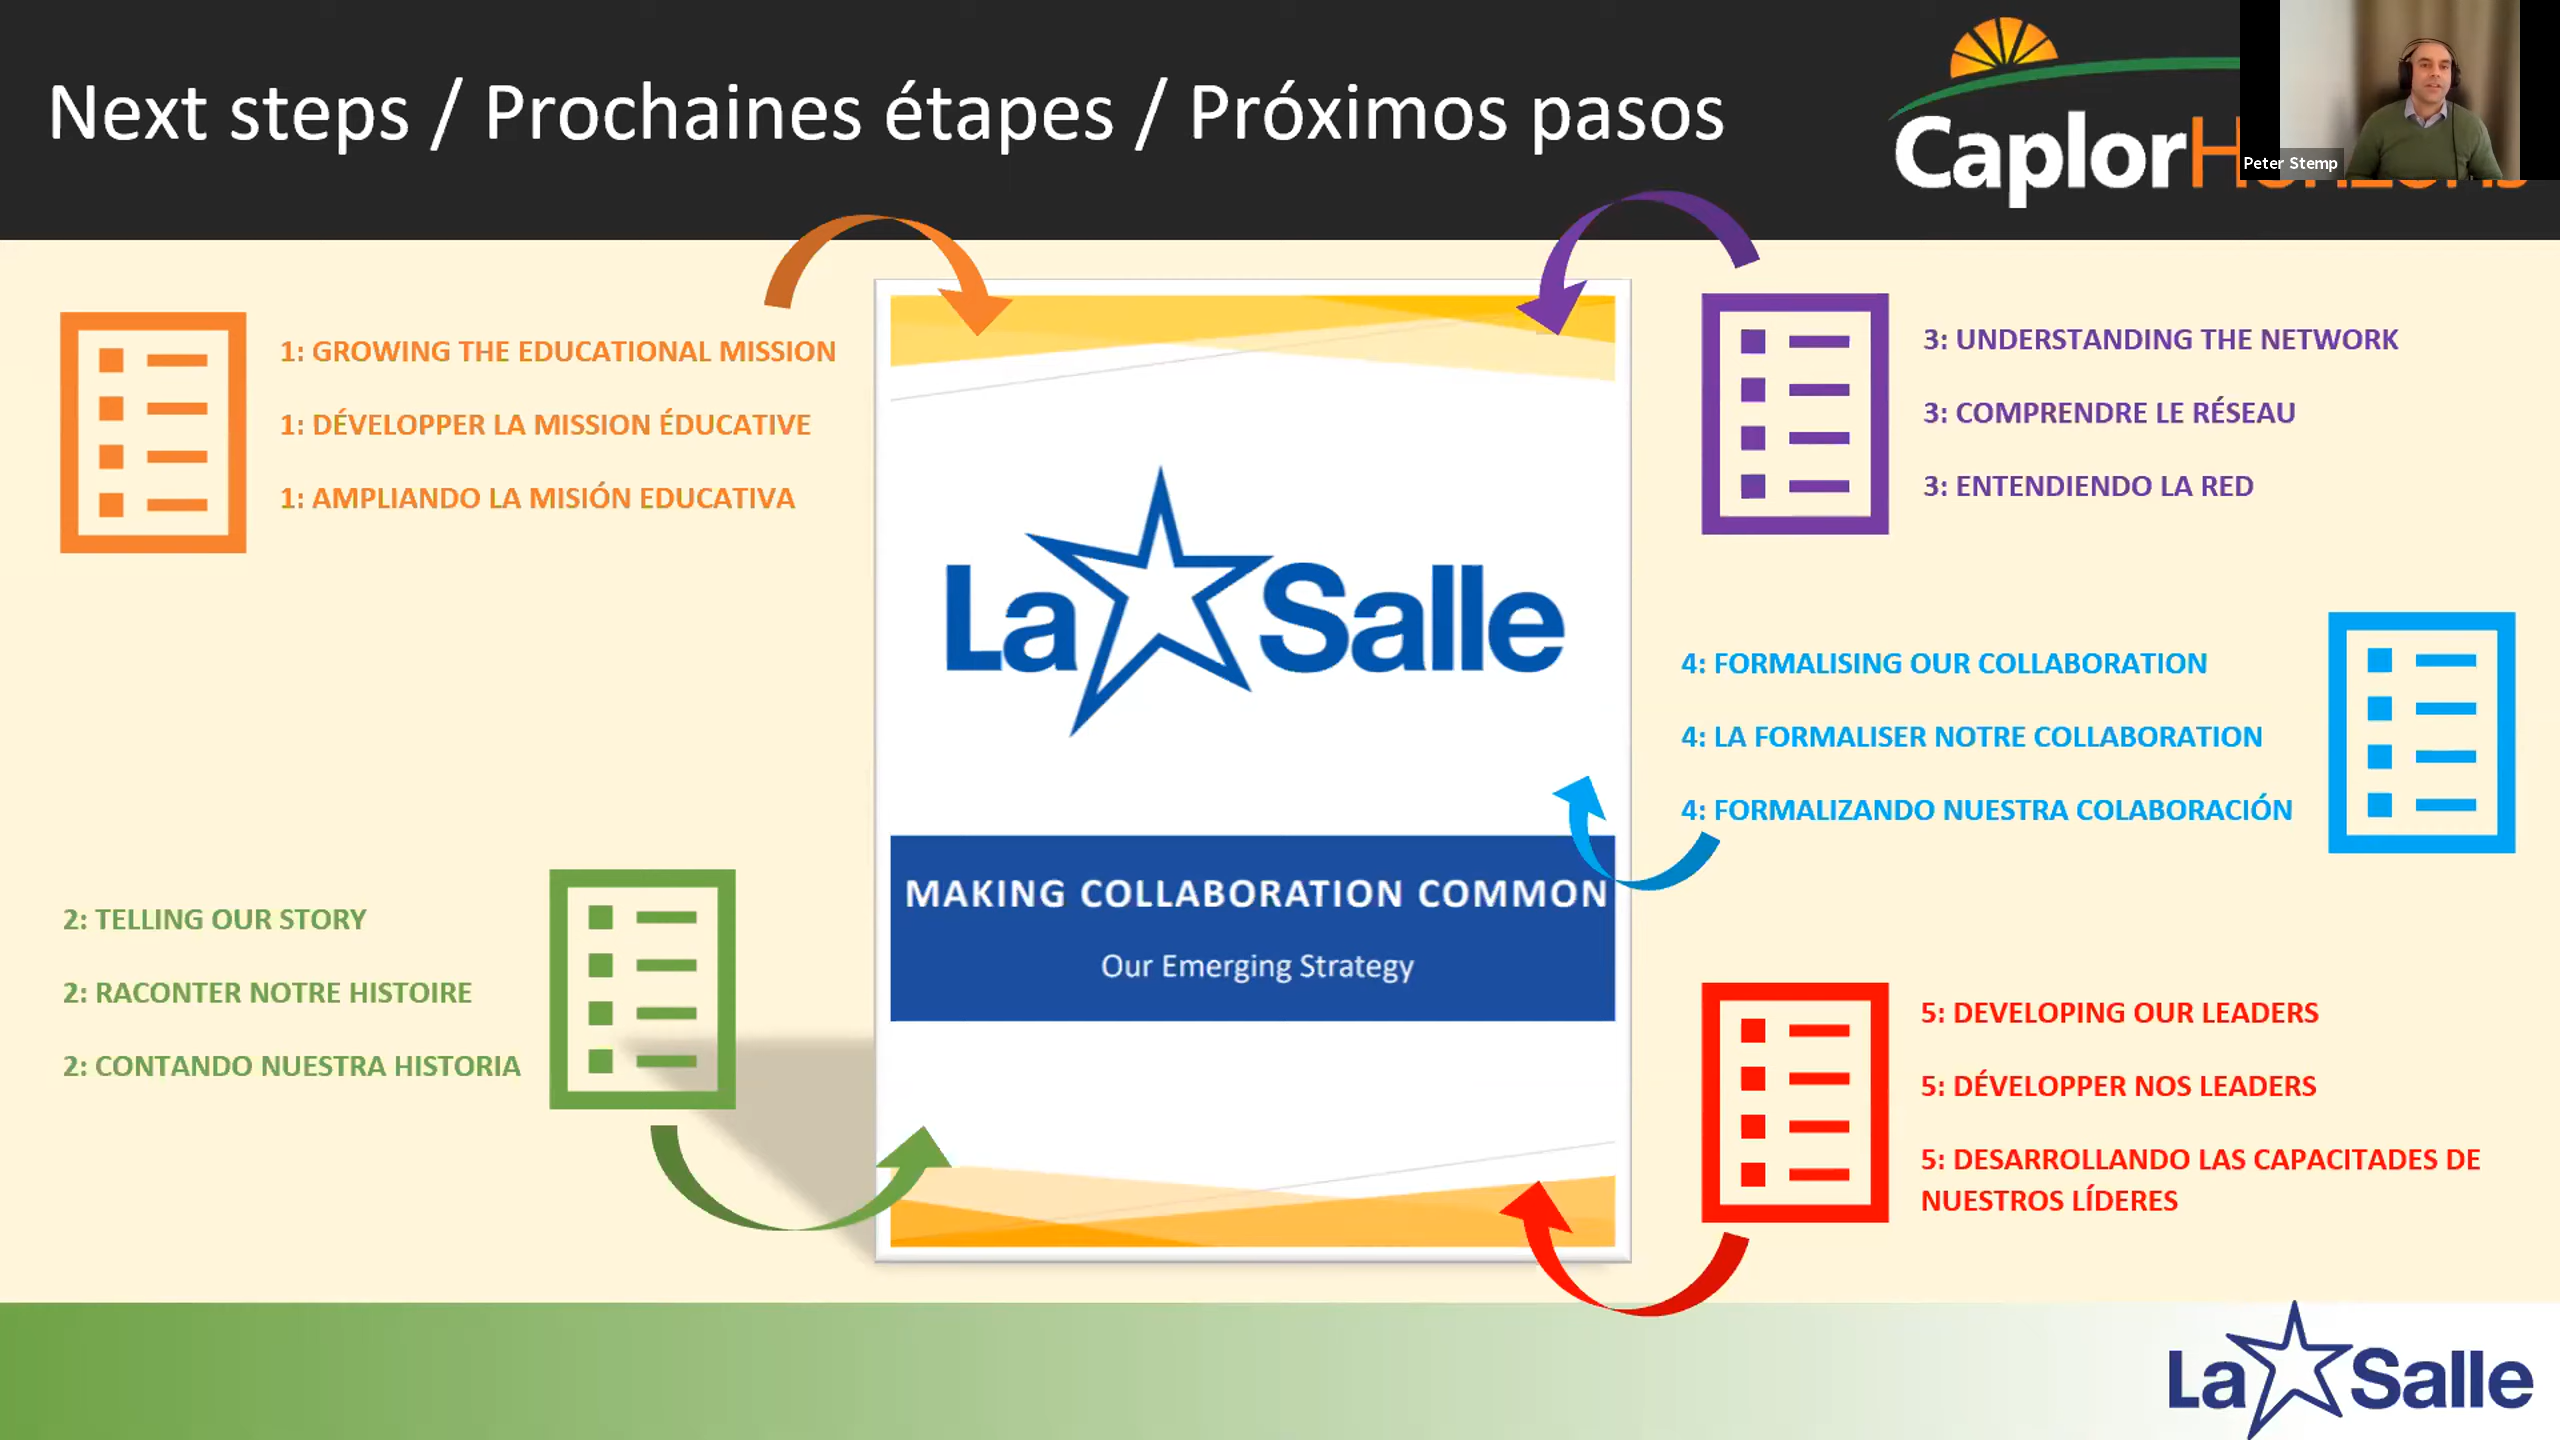 Next steps / Prochaines étapes / Próximos pasos
CaplorHorizons
Peter Stemp
1: GROWING THE EDUCATIONAL MISSION
1: DÉVELOPPER LA MISSION ÉDUCATIVE
1: AMPLIANDO LA MISIÓN EDUCATIVA
2: TELLING OUR STORY
2: RACONTER NOTRE HISTOIRE
2: CONTANDO NUESTRA HISTORIA
La Salle
MAKING COLLABORATION COMMON
Our Emerging Strategy
3: UNDERSTANDING THE NETWORK
3: COMPRENDRE LE RÉSEAU
3: ENTENDIENDO LA RED
4: FORMALISING OUR COLLABORATION
4: LA FORMALISER NOTRE COLLABORATION
4: FORMALIZANDO NUESTRA COLABORACIÓN
5: DEVELOPING OUR LEADERS
5: DÉVELOPPER NOS LEADERS
5: DESARROLLANDO LAS CAPACITADES DE
NUESTROS LÍDERES
La Salle